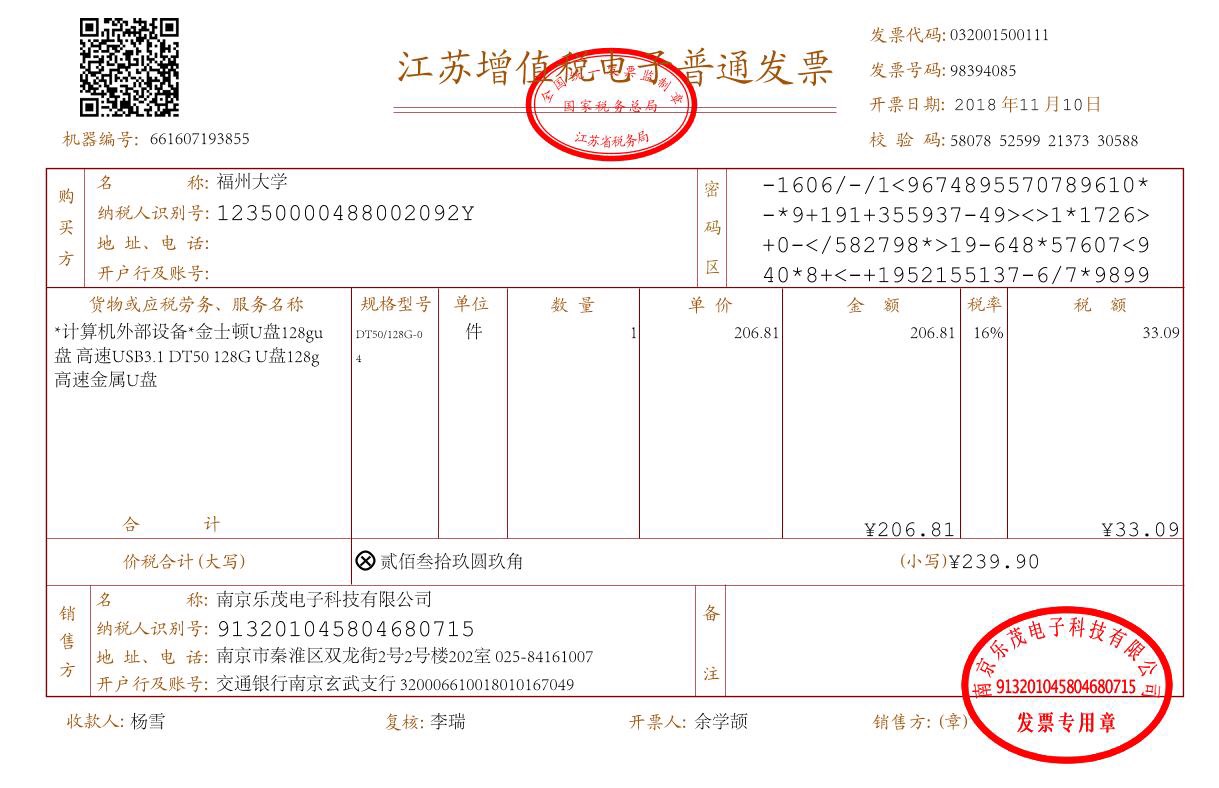 江苏增值税电子普通发票
全国统一发票监制章
国家税务总局
江苏省税务局
发票代码: 032001500111
发票号码: 98394085
开票日期: 2018 年11 月10日
校 验 码: 58078 52599 21373 30588
机器编号: 661607193855
购买方
名 称: 福州大学
纳税人识别号: 12350000488002092Y
地 址、电 话:
开户行及账号:
密码区
-1606/-/1<9674895570789610*
-*9+191+355937-49><>1*1726>
+0-</582798*>19-648*57607<9
40*8+<-+1952155137-6/7*9899
货物或应税劳务、服务名称 规格型号 单位 数 量 单 价 金 额 税率 税 额
*计算机外部设备*金士顿U盘128gu DT50/128G-0 件 1 206.81 206.81 16% 33.09
盘 高速USB3.1 DT50 128G U盘128g 4
高速金属U盘
合 计 ¥206.81 ¥33.09
价税合计(大写) ⊗ 贰佰叁拾玖圆玖角 (小写)¥239.90
销售方
名 称: 南京乐茂电子科技有限公司
纳税人识别号: 913201045804680715
地 址、电 话: 南京市秦淮区双龙街2号2号楼202室 025-84161007
开户行及账号: 交通银行南京玄武支行 320006610018010167049
备注
收款人: 杨雪 复核: 李瑞 开票人: 余学颉 销售方: (章)
南京乐茂电子科技有限公司
913201045804680715
发票专用章